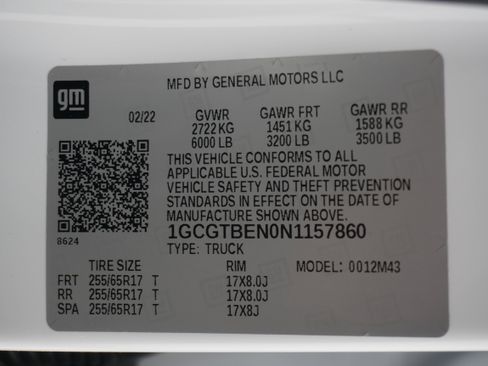 gm
MFD BY GENERAL MOTORS LLC
02/22 GVWR GAWR FRT GAWR RR
2722 KG 1451 KG 1588 KG
6000 LB 3200 LB 3500 LB
THIS VEHICLE CONFORMS TO ALL
APPLICABLE U.S. FEDERAL MOTOR
VEHICLE SAFETY AND THEFT PREVENTION
STANDARDS IN EFFECT ON THE DATE OF
MANUFACTURE SHOWN ABOVE.
8624
1GCGTBEN0N1157860
TYPE: TRUCK
TIRE SIZE RIM MODEL: 0012M43
FRT 255/65R17 T 17X8.0J
RR 255/65R17 T 17X8.0J
SPA 255/65R17 T 17X8J